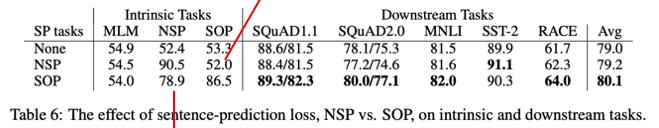 Intrinsic Tasks Downstream Tasks
SP tasks MLM NSP SOP SQuAD1.1 SQuAD2.0 MNLI SST-2 RACE Avg
None 54.9 52.4 53.3 88.6/81.5 78.1/75.3 81.5 89.9 61.7 79.0
NSP 54.5 90.5 52.0 88.4/81.5 77.2/74.6 81.6 91.1 62.3 79.2
SOP 54.0 78.9 86.5 89.3/82.3 80.0/77.1 82.0 90.3 64.0 80.1
Table 6: The effect of sentence-prediction loss, NSP vs. SOP, on intrinsic and downstream tasks.